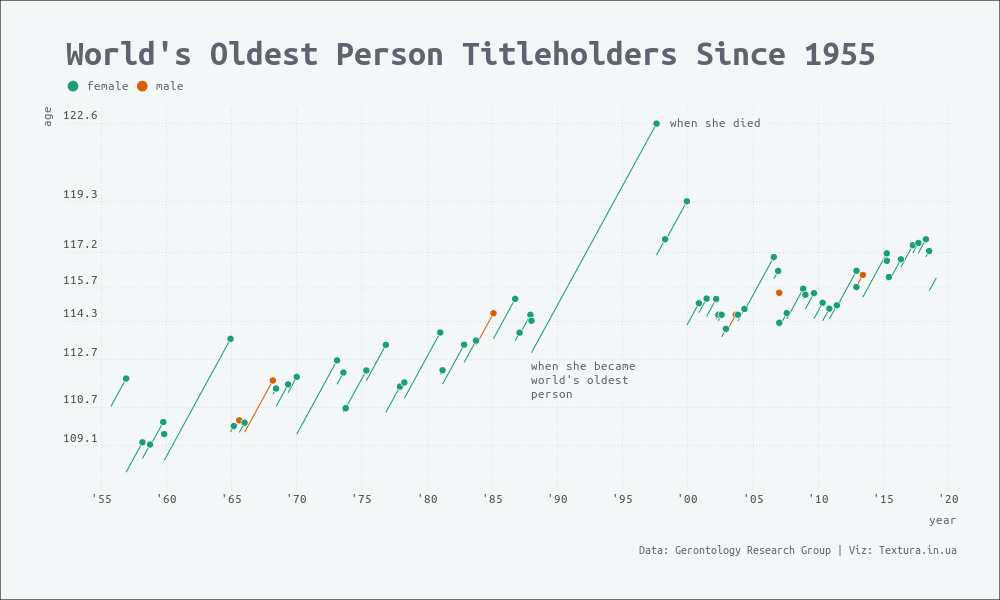 World's Oldest Person Titleholders Since 1955
female male
age
122.6
when she died
119.3
117.2
115.7
114.3
112.7
when she became
world's oldest
person
110.7
109.1
'55 '60 '65 '70 '75 '80 '85 '90 '95 '00 '05 '10 '15 '20
year
Data: Gerontology Research Group | Viz: Textura.in.ua